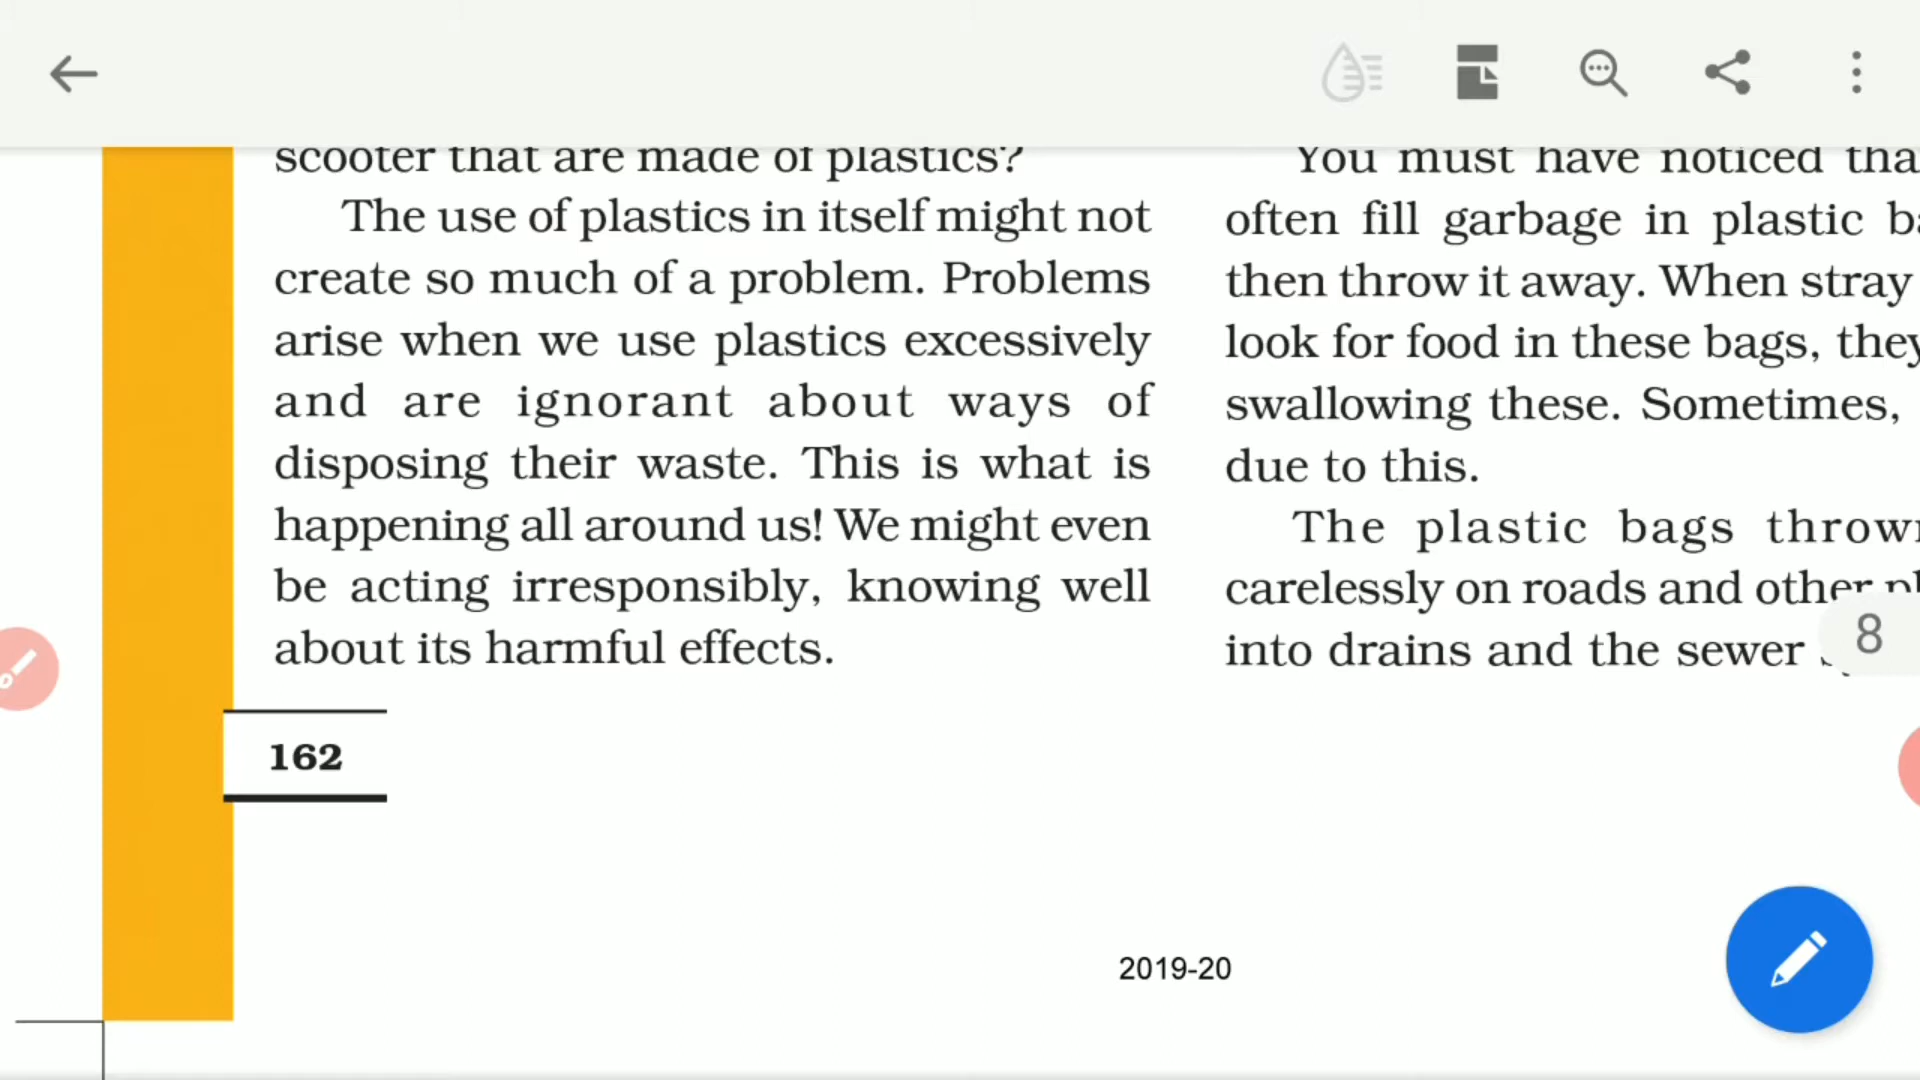 scooter that are made of plastics?
The use of plastics in itself might not
create so much of a problem. Problems
arise when we use plastics excessively
and are ignorant about ways of
disposing their waste. This is what is
happening all around us! We might even
be acting irresponsibly, knowing well
about its harmful effects.
162
You must have noticed
often fill garbage in plastic
then throw it away. When stray
look for food in these bags, they
swallowing these. Sometimes,
due to this.
The plastic bags thrown
carelessly on roads and other
into drains and the sewer
8
2019-20